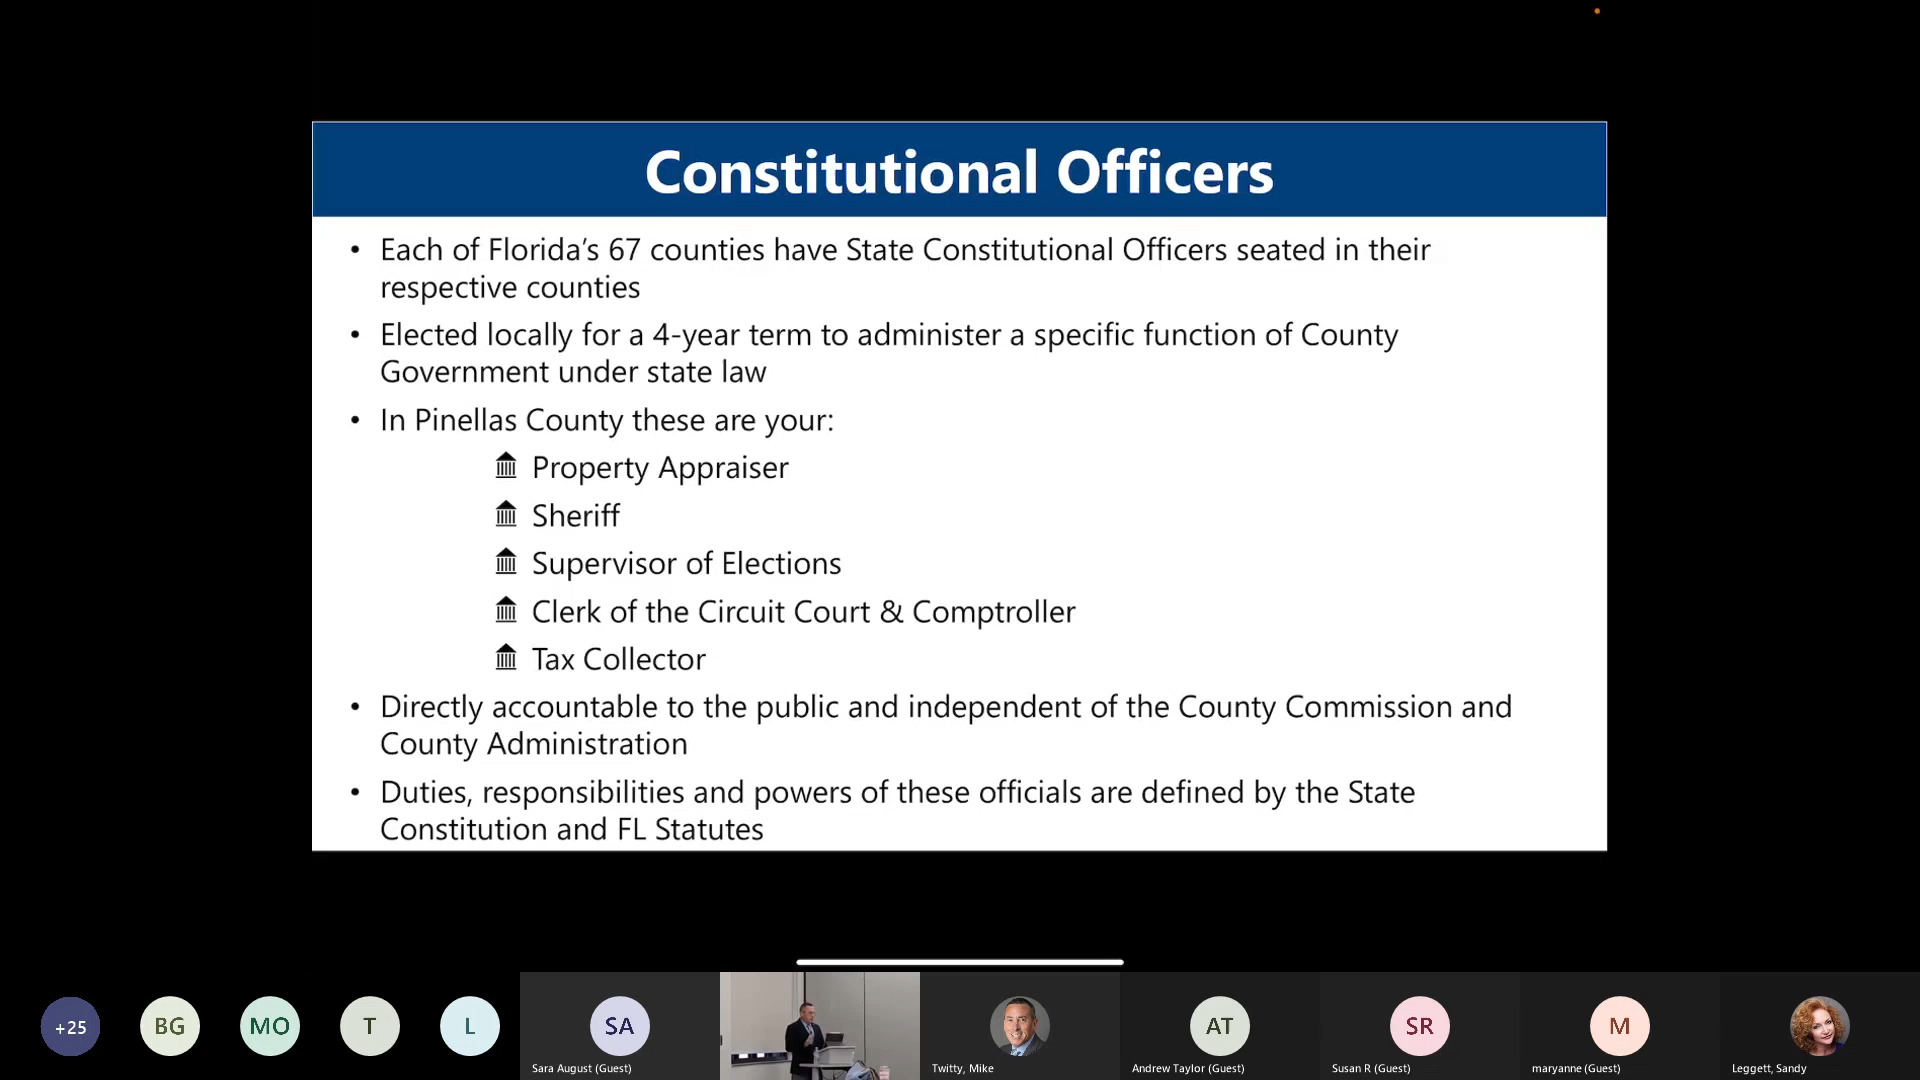 Constitutional Officers
• Each of Florida’s 67 counties have State Constitutional Officers seated in their
respective counties
• Elected locally for a 4-year term to administer a specific function of County
Government under state law
• In Pinellas County these are your:
Property Appraiser
Sheriff
Supervisor of Elections
Clerk of the Circuit Court & Comptroller
Tax Collector
• Directly accountable to the public and independent of the County Commission and
County Administration
• Duties, responsibilities and powers of these officials are defined by the State
Constitution and FL Statutes
+25
BG
MO
T
L
SA
Sara August (Guest)
Twitty, Mike
AT
Andrew Taylor (Guest)
SR
Susan R (Guest)
M
maryanne (Guest)
Leggett, Sandy